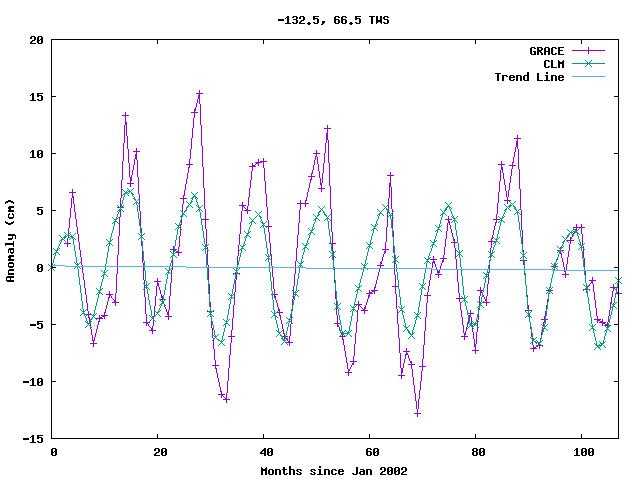 -132.5, 66.5 TWS
GRACE
CLM
Trend Line
20
15
10
5
0
-5
-10
-15
Anomaly (cm)
0 20 40 60 80 100
Months since Jan 2002